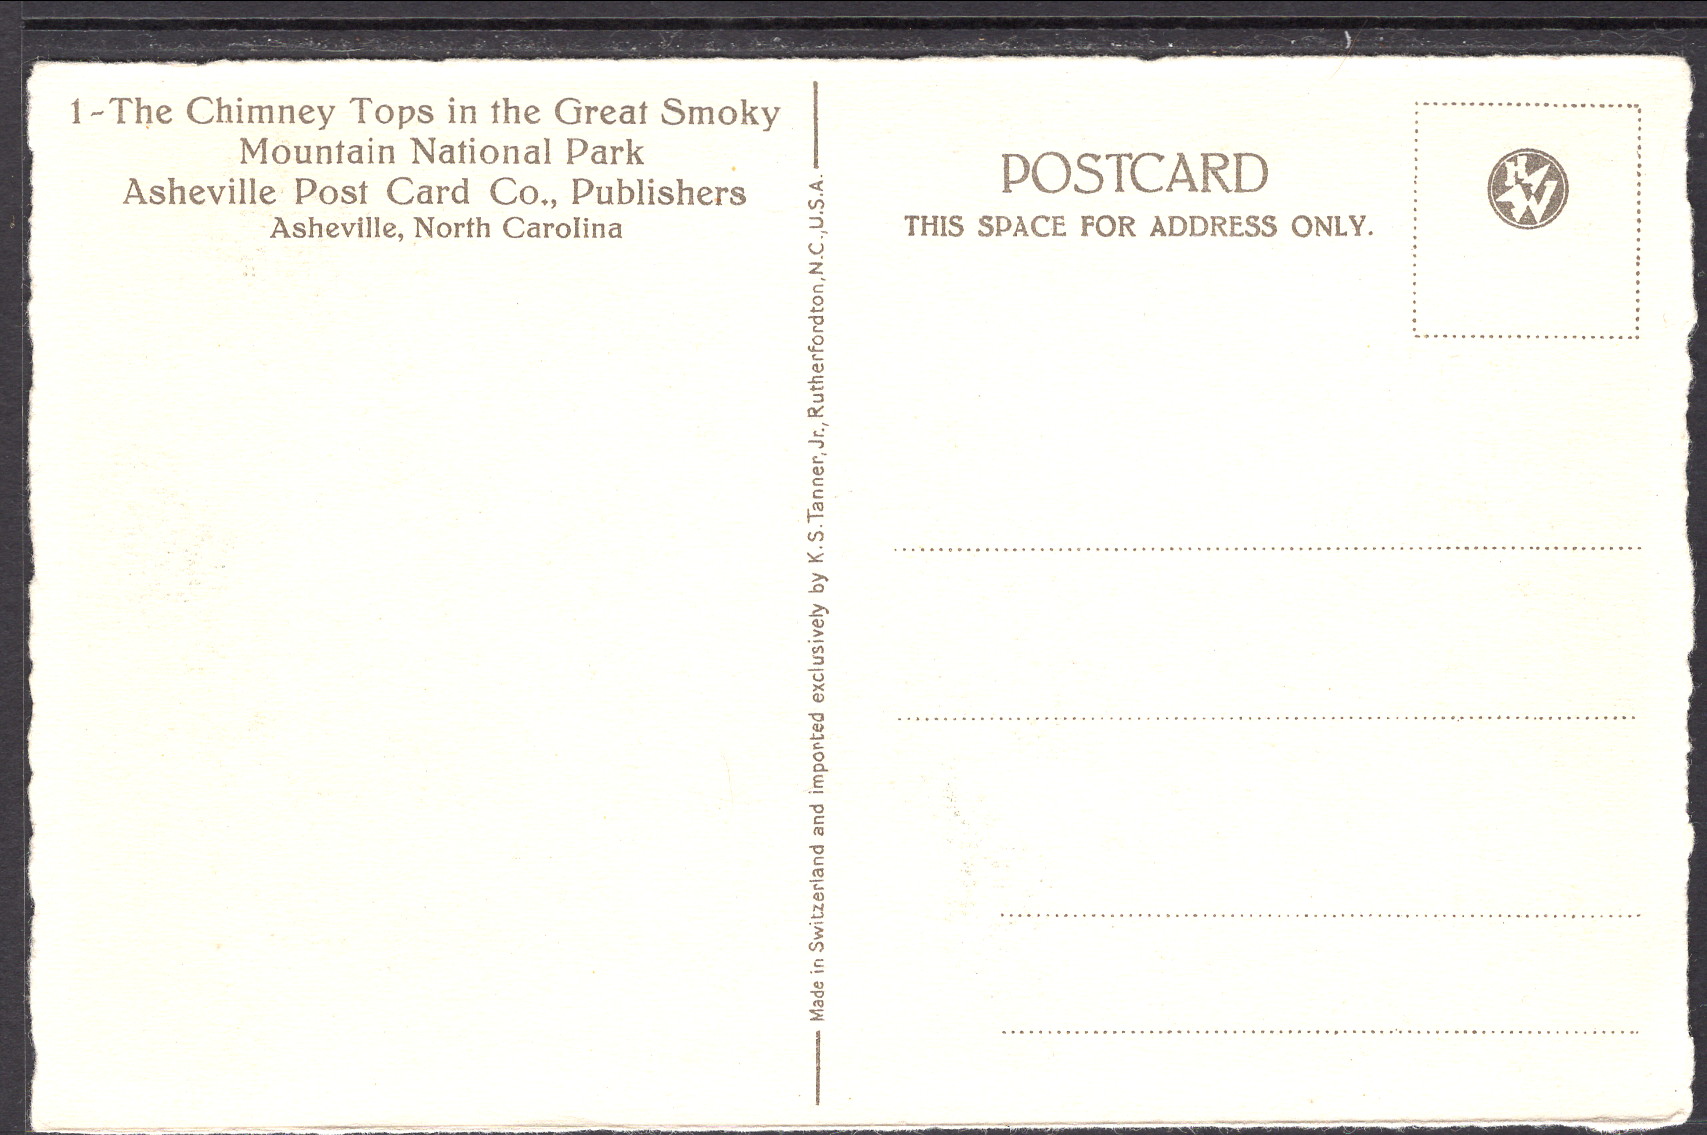 1-The Chimney Tops in the Great Smoky
Mountain National Park
Asheville Post Card Co., Publishers
Asheville, North Carolina
Made in Switzerland and imported exclusively by K.S. Tanner, Jr., Rutherfordton, N.C., U.S.A.
POSTCARD
THIS SPACE FOR ADDRESS ONLY.